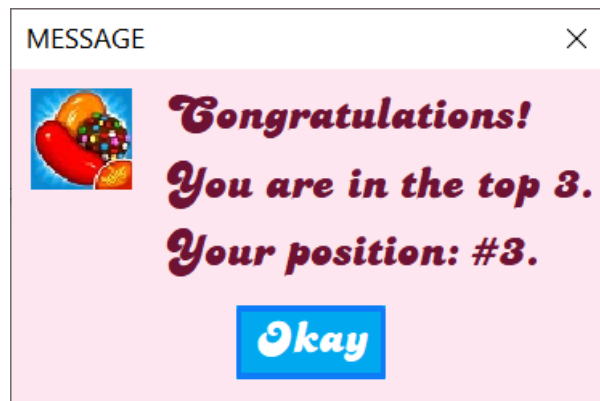 MESSAGE
Congratulations!
You are in the top 3.
Your position: #3.
Okay